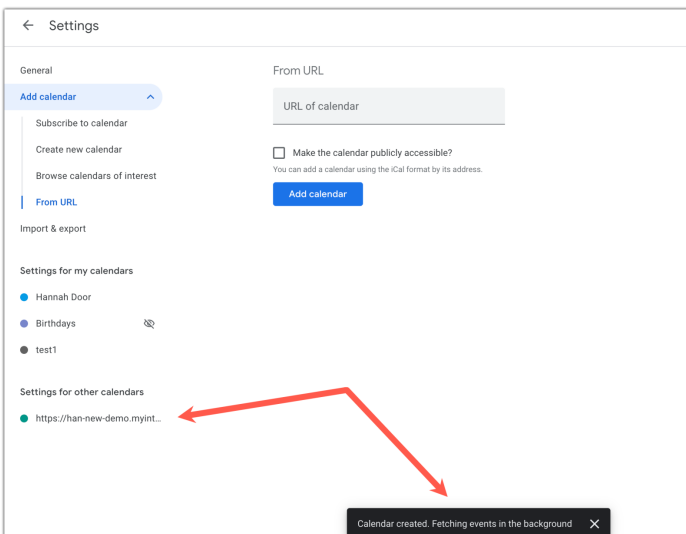 Settings
General
Add calendar
Subscribe to calendar
Create new calendar
Browse calendars of interest
From URL
Import & export
Settings for my calendars
Hannah Door
Birthdays
test1
Settings for other calendars
https://han-new-demo.myint...
From URL
URL of calendar
Make the calendar publicly accessible?
You can add a calendar using the iCal format by its address.
Add calendar
Calendar created. Fetching events in the background